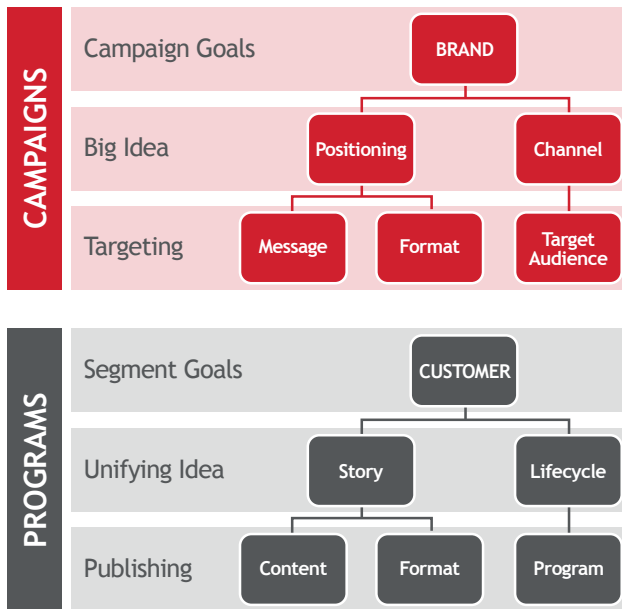 CAMPAIGNS
Campaign Goals
BRAND
Big Idea
Positioning
Channel
Targeting
Message
Format
Target
Audience
PROGRAMS
Segment Goals
CUSTOMER
Unifying Idea
Story
Lifecycle
Publishing
Content
Format
Program